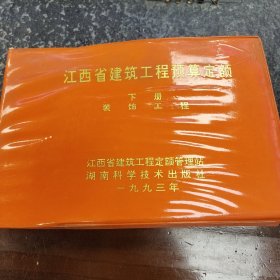 江西省建筑工程预算定额
下册
装饰工程
江西省建筑工程定额管理站
湖南科学技术出版社
一九九三年